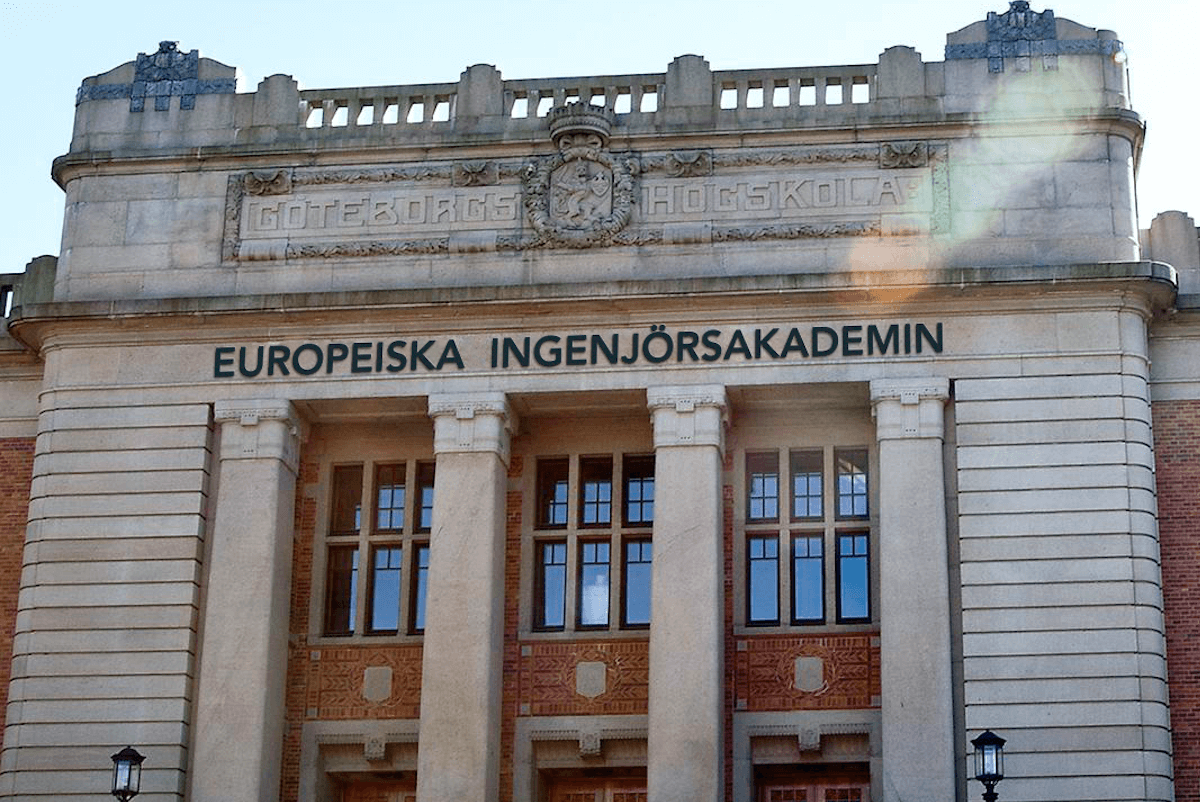 GÖTEBORGS HÖGSKOLA
EUROPEISKA INGENJÖRSAKADEMIN